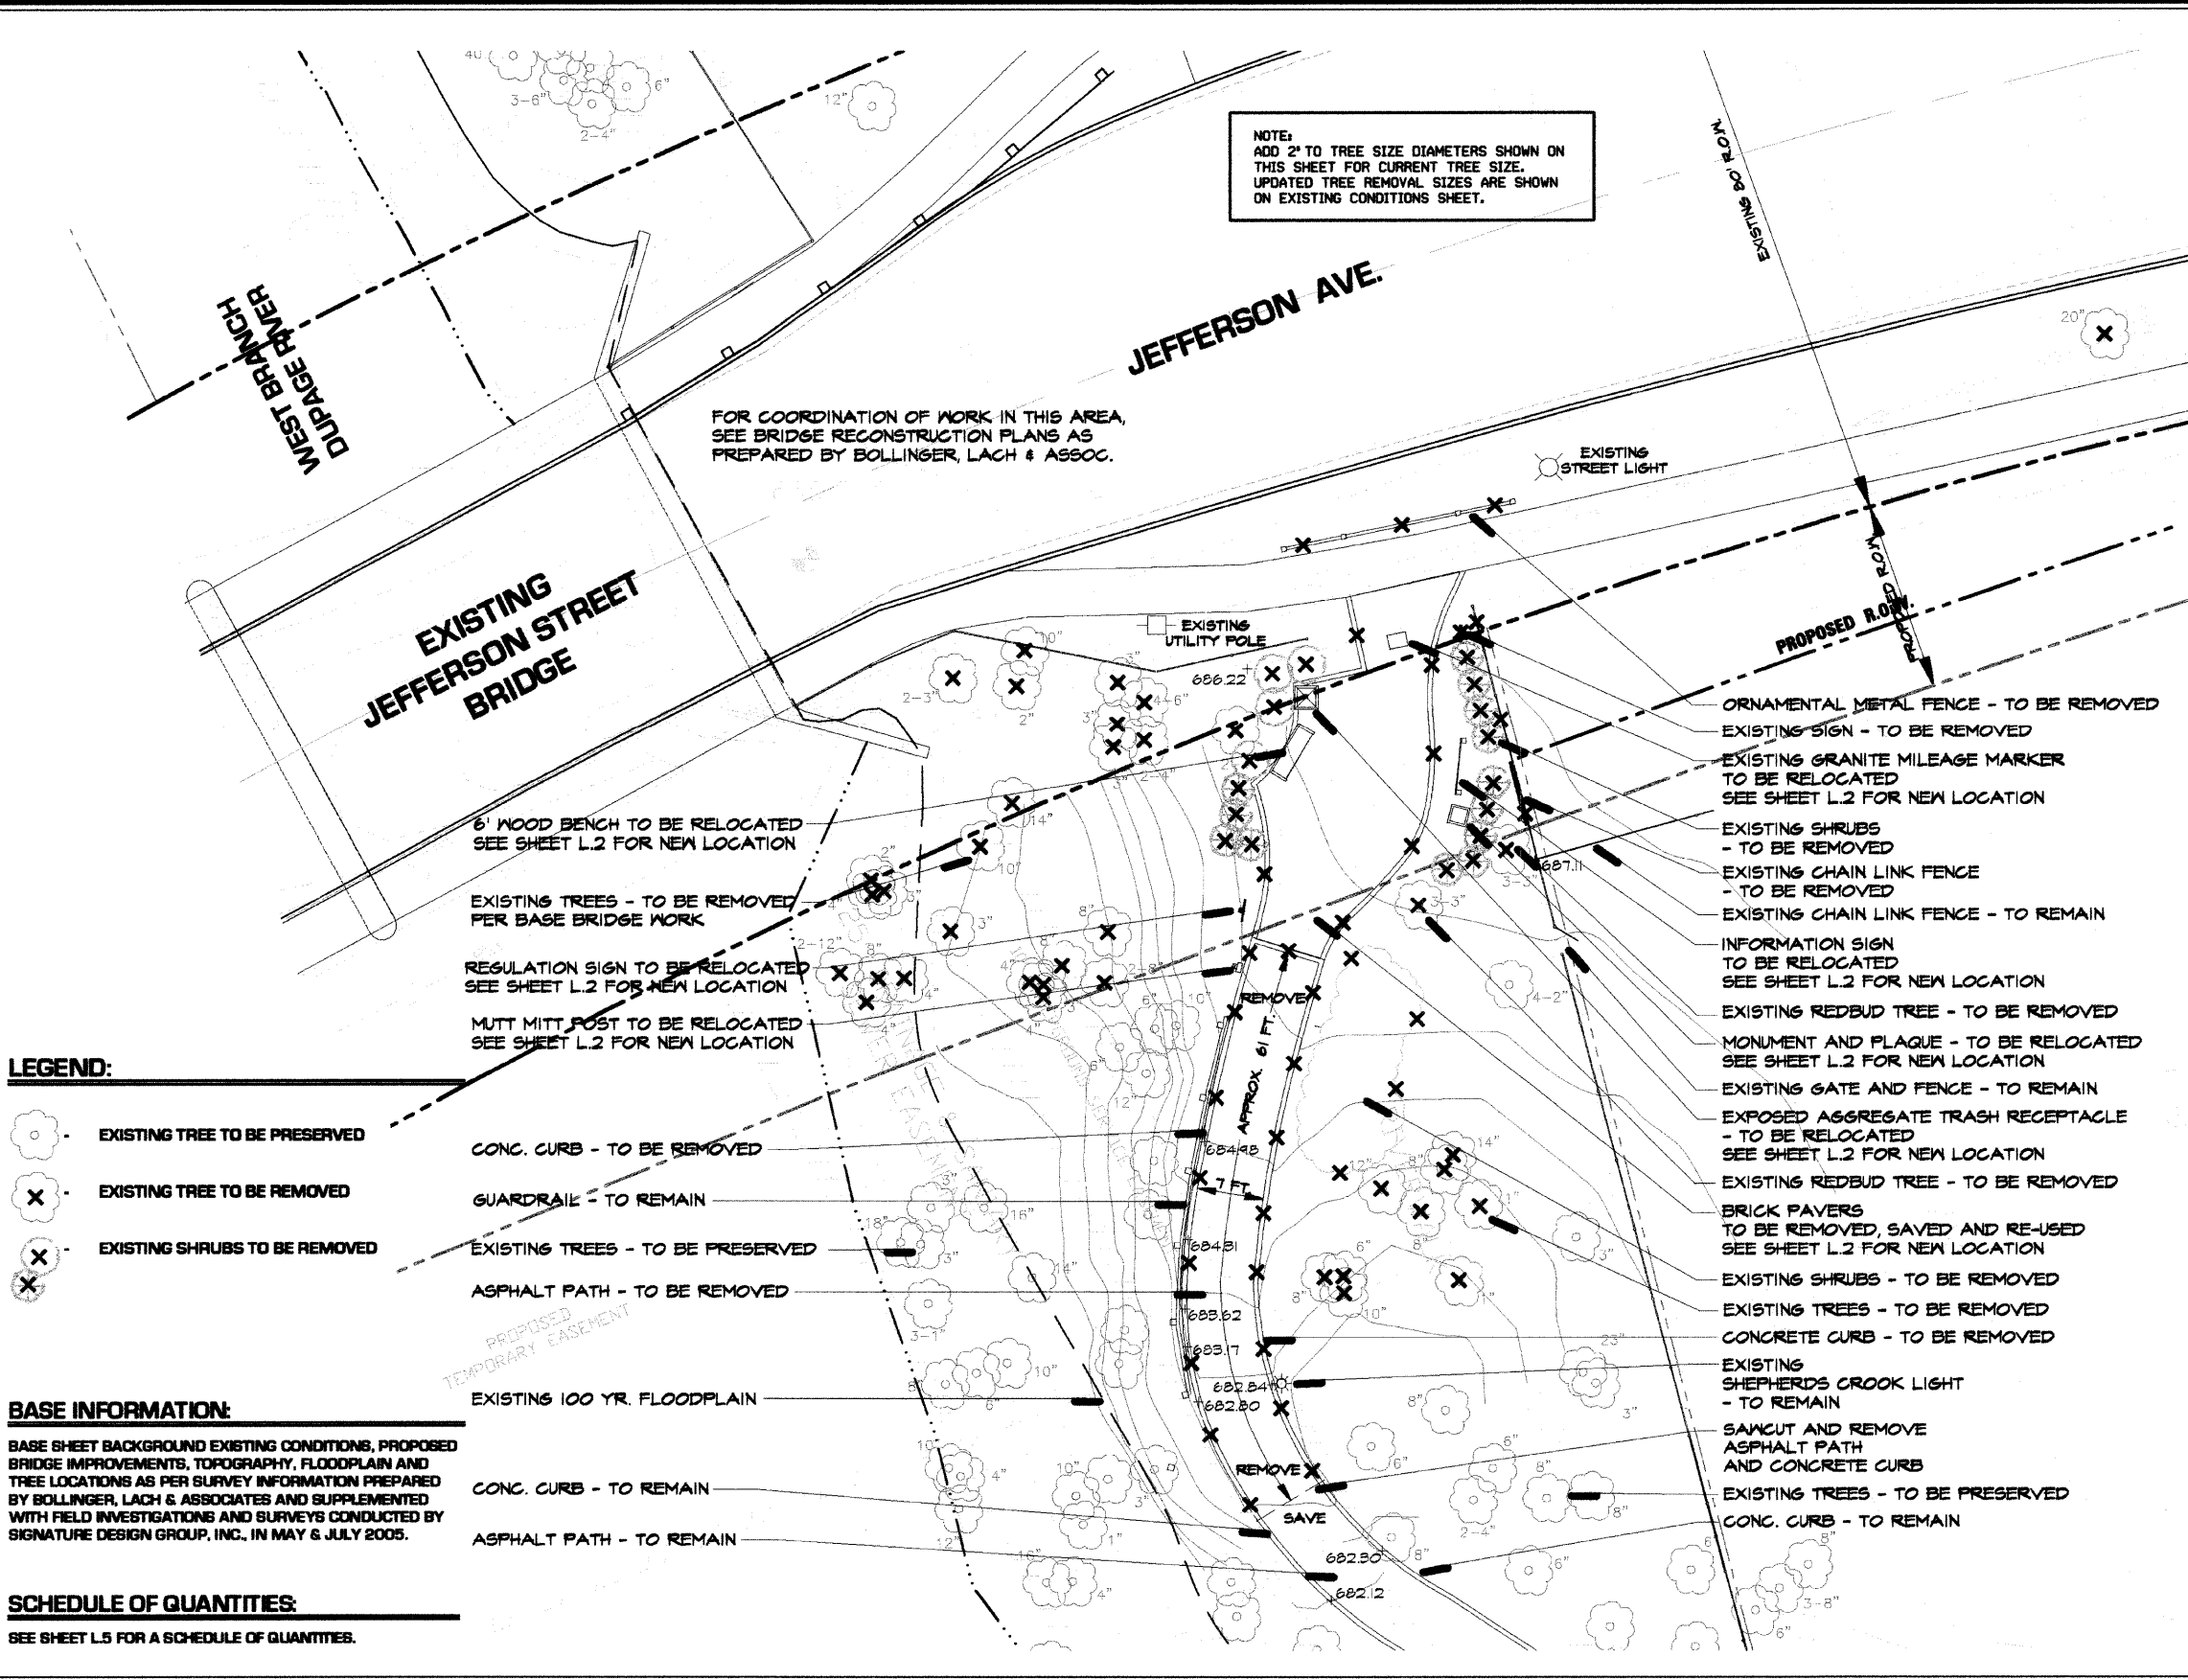 NOTE:
ADD 2" TO TREE SIZE DIAMETERS SHOWN ON
THIS SHEET FOR CURRENT TREE SIZE.
UPDATED TREE REMOVAL SIZES ARE SHOWN
ON EXISTING CONDITIONS SHEET.
EXISTING 80' R.O.W.
WEST BRANCH
DUPAGE RIVER
JEFFERSON AVE.
FOR COORDINATION OF WORK IN THIS AREA,
SEE BRIDGE RECONSTRUCTION PLANS AS
PREPARED BY BOLLINGER, LACH & ASSOC.
EXISTING
STREET LIGHT
EXISTING
JEFFERSON STREET
BRIDGE
EXISTING
UTILITY POLE
PROPOSED R.O.W.
PROPOSED R.O.W.
3-6"
6"
2-4"
12"
20"
10"
2-3"
2"
686.22
687.11
6' WOOD BENCH TO BE RELOCATED
SEE SHEET L.2 FOR NEW LOCATION
EXISTING TREES - TO BE REMOVED
PER BASE BRIDGE WORK
REGULATION SIGN TO BE RELOCATED
SEE SHEET L.2 FOR NEW LOCATION
MUTT MITT POST TO BE RELOCATED
SEE SHEET L.2 FOR NEW LOCATION
CONC. CURB - TO BE REMOVED
GUARDRAIL - TO REMAIN
EXISTING TREES - TO BE PRESERVED
ASPHALT PATH - TO BE REMOVED
EXISTING 100 YR. FLOODPLAIN
CONC. CURB - TO REMAIN
ASPHALT PATH - TO REMAIN
PROPOSED
TEMPORARY EASEMENT
REMOVE
APPROX. 61 FT.
684.98
7 FT.
684.31
683.62
683.17
682.84
682.80
REMOVE
SAVE
682.30
682.12
ORNAMENTAL METAL FENCE - TO BE REMOVED
EXISTING SIGN - TO BE REMOVED
EXISTING GRANITE MILEAGE MARKER
TO BE RELOCATED
SEE SHEET L.2 FOR NEW LOCATION
EXISTING SHRUBS
- TO BE REMOVED
EXISTING CHAIN LINK FENCE
- TO BE REMOVED
EXISTING CHAIN LINK FENCE - TO REMAIN
INFORMATION SIGN
TO BE RELOCATED
SEE SHEET L.2 FOR NEW LOCATION
EXISTING REDBUD TREE - TO BE REMOVED
MONUMENT AND PLAQUE - TO BE RELOCATED
SEE SHEET L.2 FOR NEW LOCATION
EXISTING GATE AND FENCE - TO REMAIN
EXPOSED AGGREGATE TRASH RECEPTACLE
- TO BE RELOCATED
SEE SHEET L.2 FOR NEW LOCATION
EXISTING REDBUD TREE - TO BE REMOVED
BRICK PAVERS
TO BE REMOVED, SAVED AND RE-USED
SEE SHEET L.2 FOR NEW LOCATION
EXISTING SHRUBS - TO BE REMOVED
EXISTING TREES - TO BE REMOVED
CONCRETE CURB - TO BE REMOVED
EXISTING
SHEPHERDS CROOK LIGHT
- TO REMAIN
SAWCUT AND REMOVE
ASPHALT PATH
AND CONCRETE CURB
EXISTING TREES - TO BE PRESERVED
CONC. CURB - TO REMAIN
LEGEND:
EXISTING TREE TO BE PRESERVED
EXISTING TREE TO BE REMOVED
EXISTING SHRUBS TO BE REMOVED
BASE INFORMATION:
BASE SHEET BACKGROUND EXISTING CONDITIONS, PROPOSED
BRIDGE IMPROVEMENTS, TOPOGRAPHY, FLOODPLAIN AND
TREE LOCATIONS AS PER SURVEY INFORMATION PREPARED
BY BOLLINGER, LACH & ASSOCIATES AND SUPPLEMENTED
WITH FIELD INVESTIGATIONS AND SURVEYS CONDUCTED BY
SIGNATURE DESIGN GROUP, INC., IN MAY & JULY 2005.
SCHEDULE OF QUANTITIES:
SEE SHEET L.5 FOR A SCHEDULE OF QUANTITIES.